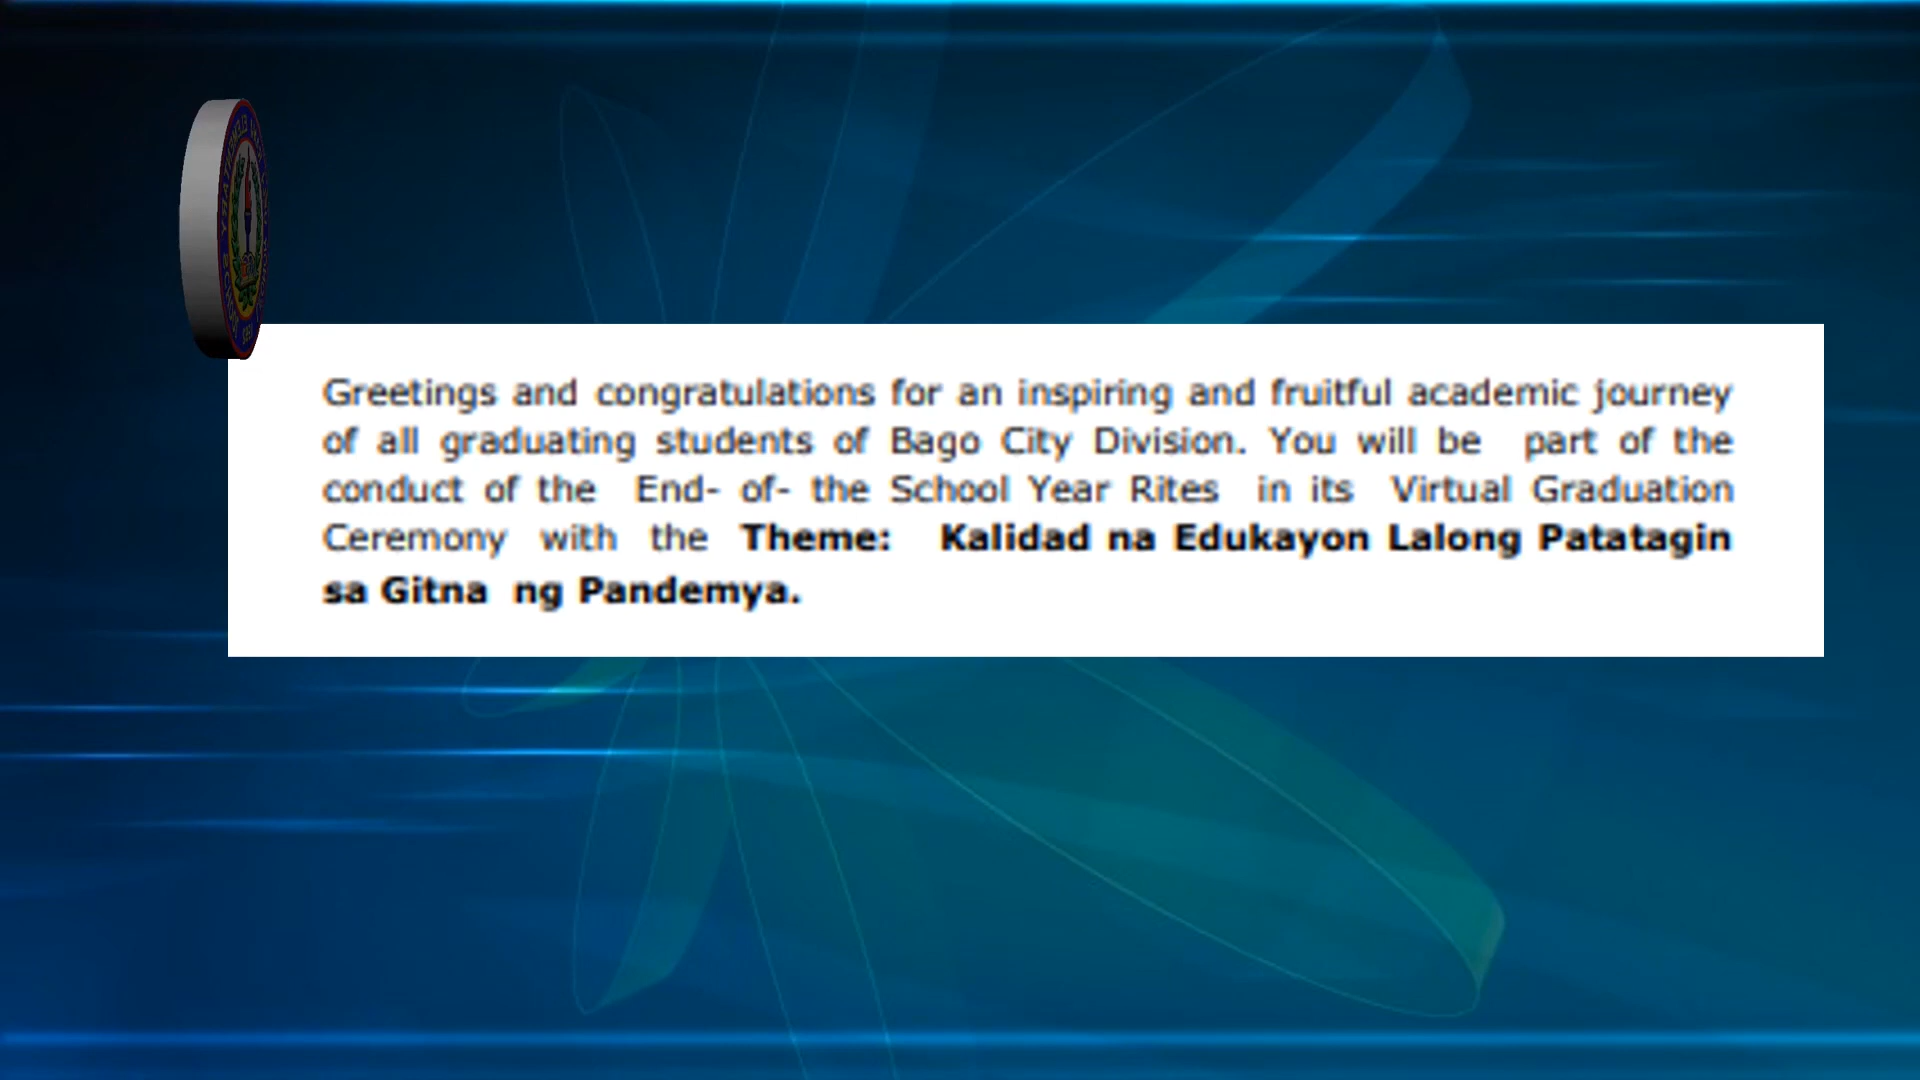 Greetings and congratulations for an inspiring and fruitful academic journey
of all graduating students of Bago City Division. You will be part of the
conduct of the End- of- the School Year Rites in its Virtual Graduation
Ceremony with the Theme: Kalidad na Edukayon Lalong Patatagin
sa Gitna ng Pandemya.